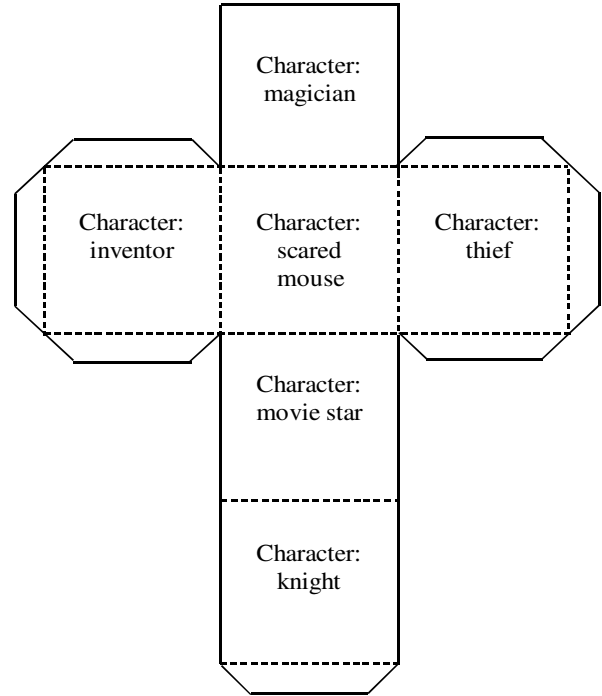 Character:
magician
Character:
inventor
Character:
scared
mouse
Character:
thief
Character:
movie star
Character:
knight